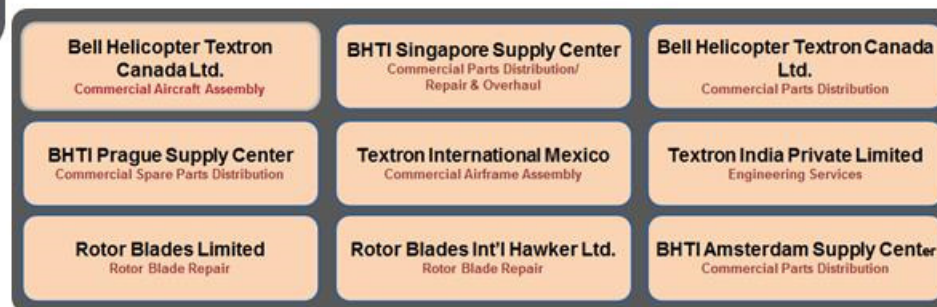 Bell Helicopter Textron
Canada Ltd.
Commercial Aircraft Assembly
BHTI Singapore Supply Center
Commercial Parts Distribution/
Repair & Overhaul
Bell Helicopter Textron Canada
Ltd.
Commercial Parts Distribution
BHTI Prague Supply Center
Commercial Spare Parts Distribution
Textron International Mexico
Commercial Airframe Assembly
Textron India Private Limited
Engineering Services
Rotor Blades Limited
Rotor Blade Repair
Rotor Blades Int'l Hawker Ltd.
Rotor Blade Repair
BHTI Amsterdam Supply Center
Commercial Parts Distribution